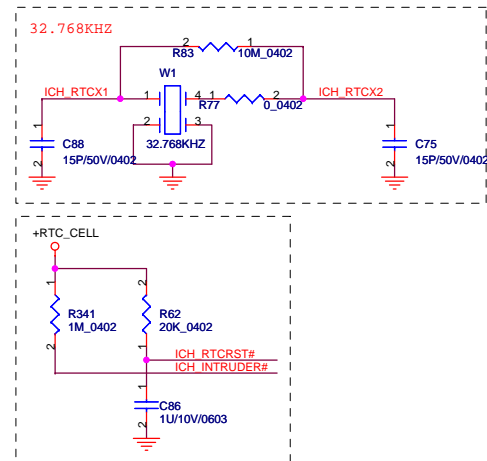 32.768KHZ
2 1
R83 10M_0402
W1
ICH_RTCX1 1 4 1 R77 2 ICH_RTCX2
0_0402
2 3
1 C88 32.768KHZ 1 C75
2 15P/50V/0402 2 15P/50V/0402
+RTC_CELL
1 2
R341 R62
1M_0402 20K_0402
2 1
ICH_RTCRST#
ICH_INTRUDER#
1
C86
2 1U/10V/0603